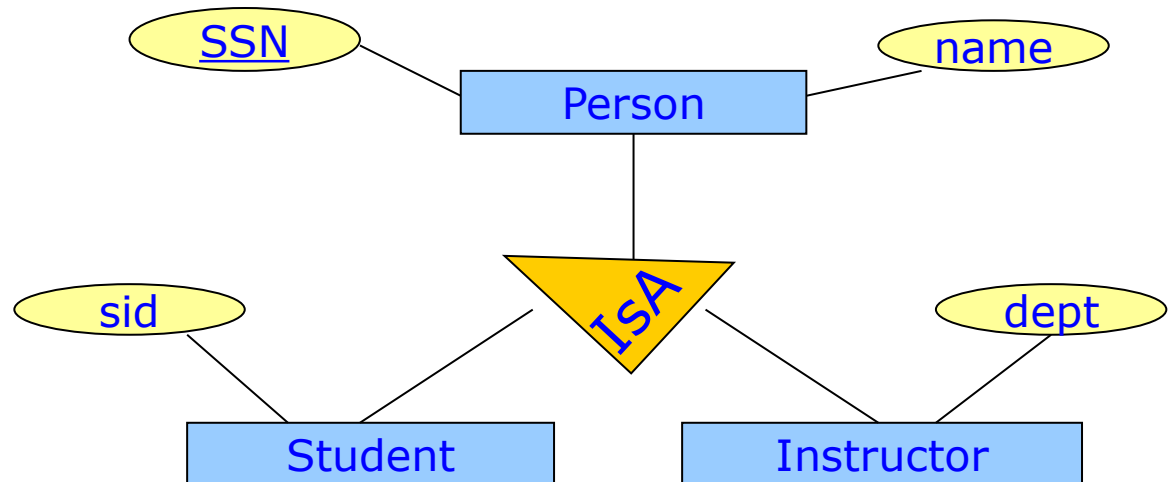 SSN
name
Person
IsA
sid
dept
Student
Instructor